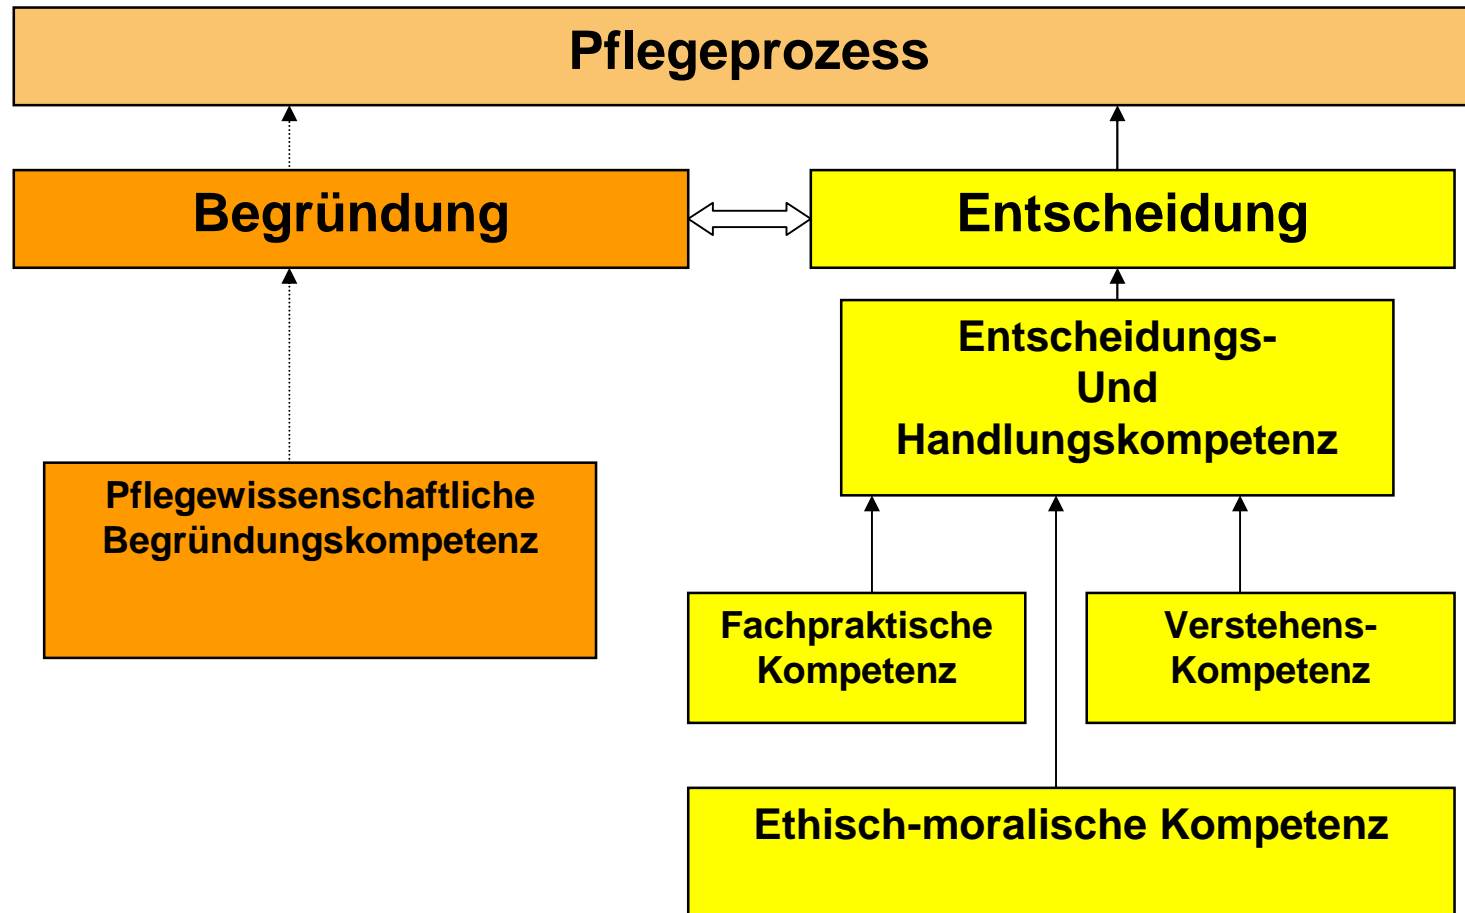 Pflegeprozess
Begründung
Entscheidung
Entscheidungs-
Und
Handlungskompetenz
Pflegewissenschaftliche
Begründungskompetenz
Fachpraktische
Kompetenz
Verstehens-
Kompetenz
Ethisch-moralische Kompetenz